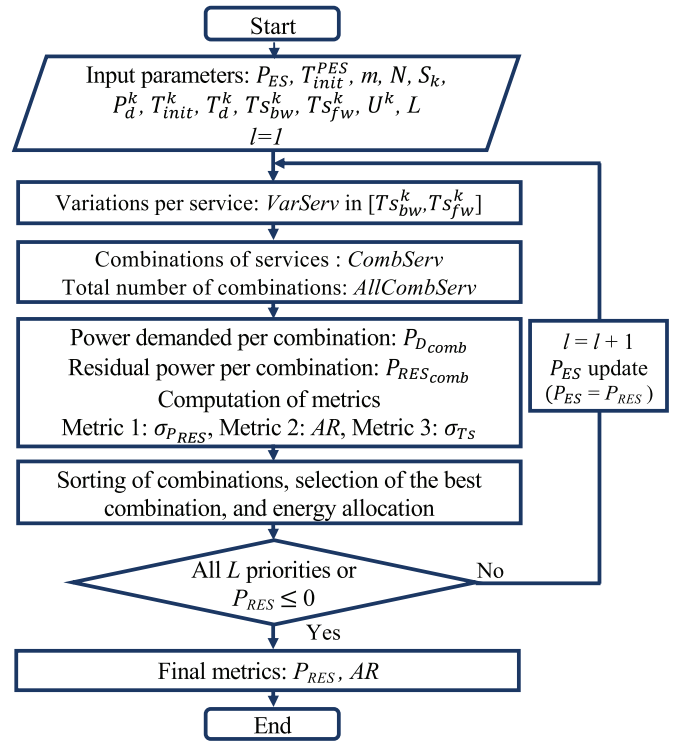 Start
Input parameters: P_ES, T_init^PES, m, N, S_k,
P_d^k, T_init^k, T_d^k, Ts_bw^k, Ts_fw^k, U^k, L
l=1
Variations per service: VarServ in [Ts_bw^k,Ts_fw^k]
Combinations of services : CombServ
Total number of combinations: AllCombServ
Power demanded per combination: P_D_comb
Residual power per combination: P_RES_comb
Computation of metrics
Metric 1: σ_P_RES, Metric 2: AR, Metric 3: σ_Ts
l = l + 1
P_ES update
(P_ES = P_RES )
Sorting of combinations, selection of the best
combination, and energy allocation
All L priorities or
P_RES ≤ 0
No
Yes
Final metrics: P_RES , AR
End